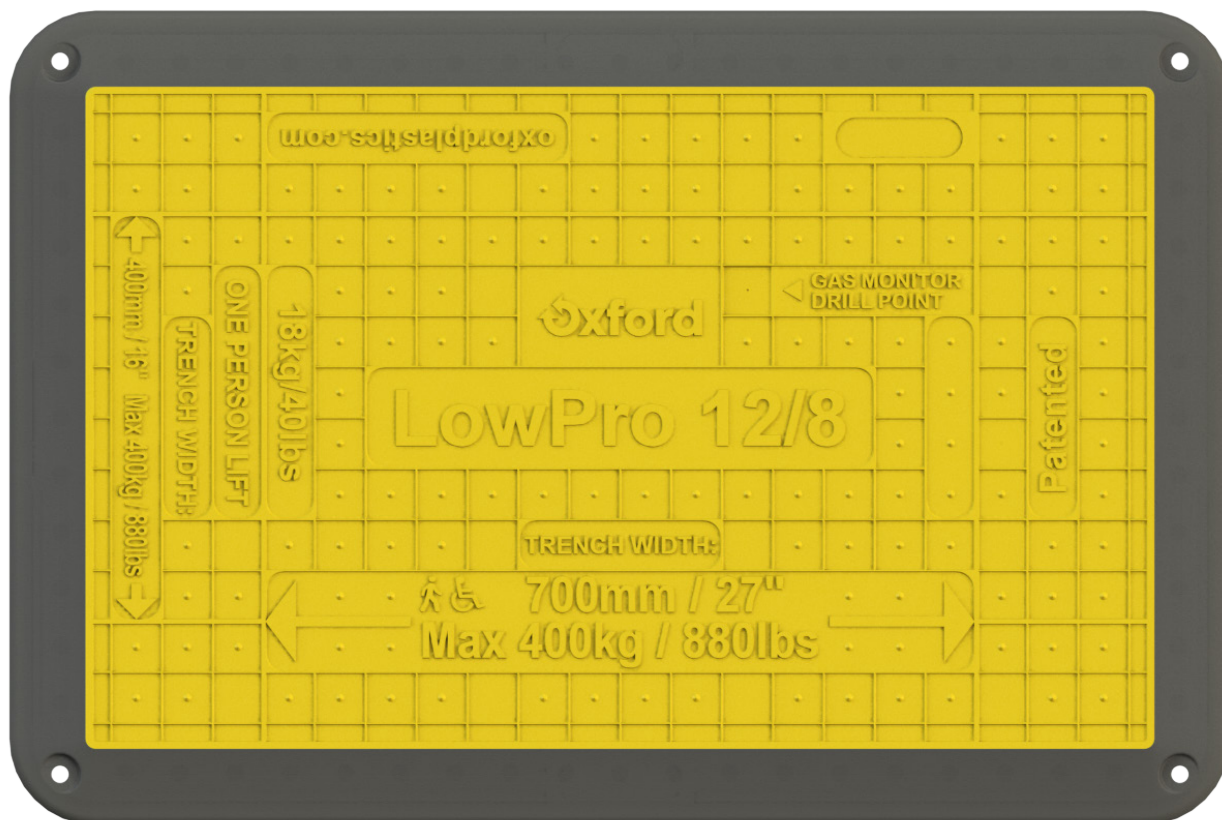 oxfordplastics.com
GAS MONITOR
DRILL POINT
Oxford
400mm / 16" Max 400kg / 880lbs
TRENCH WIDTH:
ONE PERSON LIFT
18kg/40lbs
LowPro 12/8
Patented
TRENCH WIDTH:
700mm / 27"
Max 400kg / 880lbs